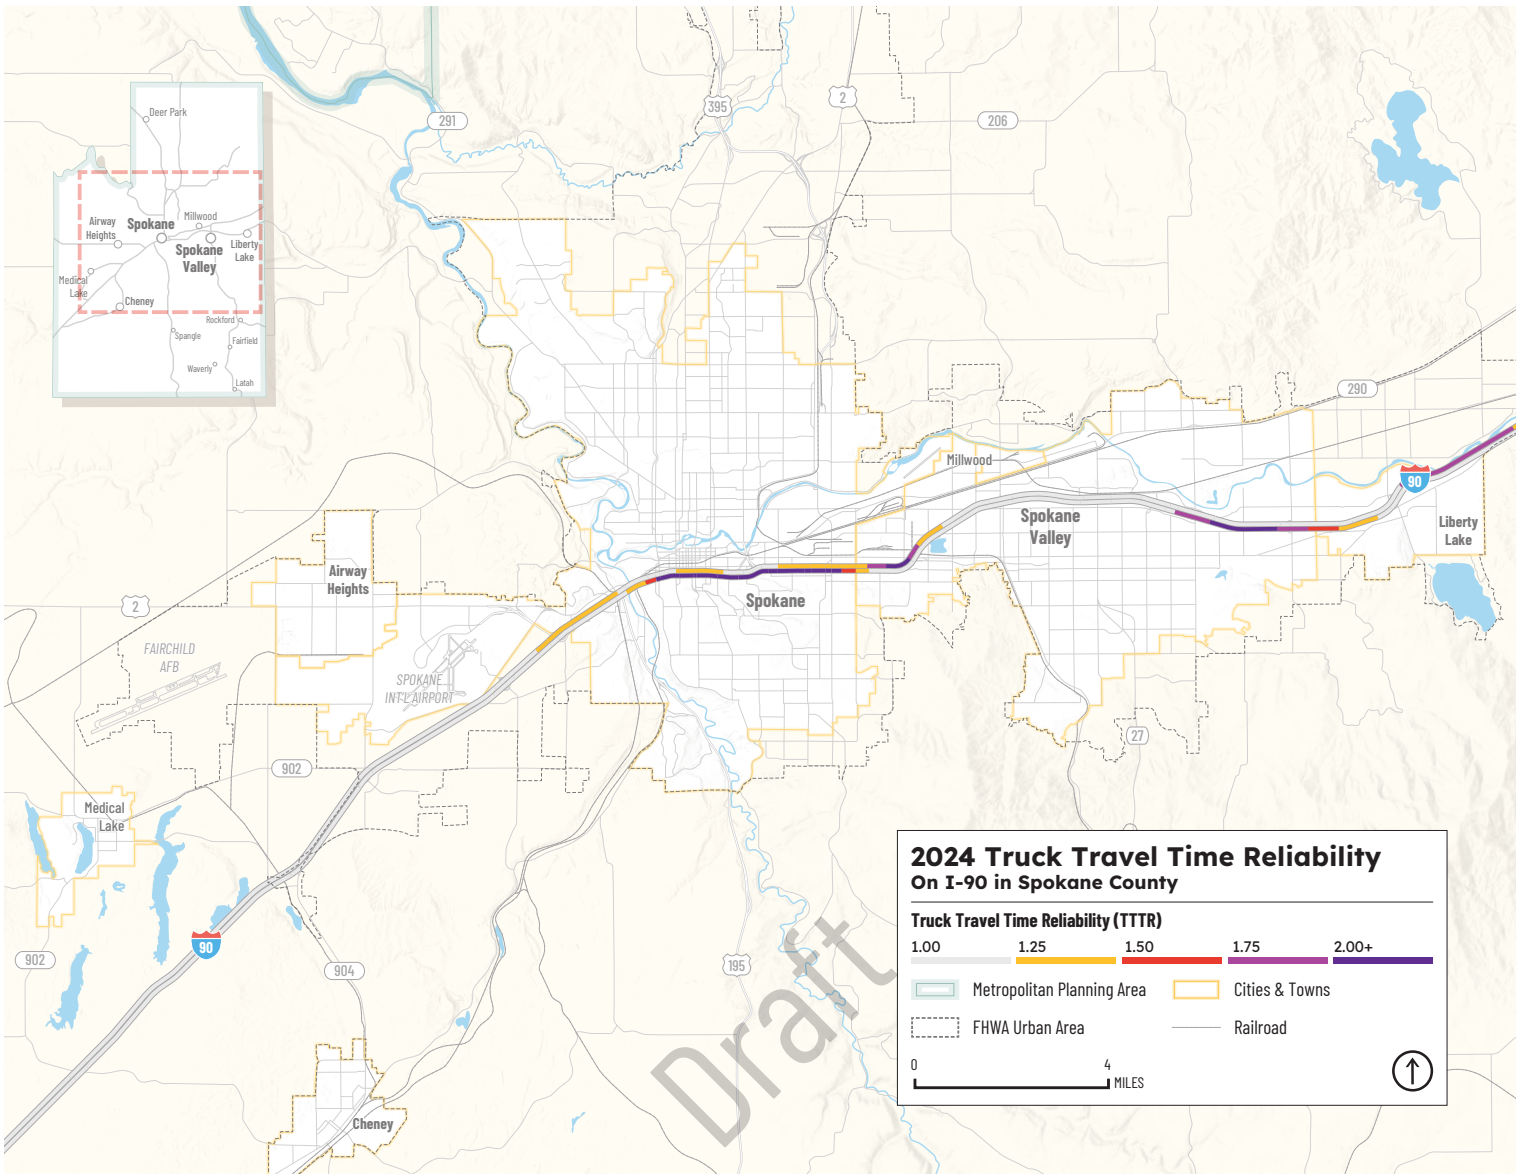 Deer Park
Airway
Heights
Spokane
Millwood
Spokane
Valley
Liberty
Lake
Medical
Lake
Cheney
Rockford
Spangle
Fairfield
Waverly
Latah
291
395
2
206
290
Millwood
90
Spokane
Valley
Liberty
Lake
Airway
Heights
2
Spokane
FAIRCHILD
AFB
SPOKANE
INT'L AIRPORT
902
27
Medical
Lake
90
902
904
195
Cheney
Draft
2024 Truck Travel Time Reliability
On I-90 in Spokane County
Truck Travel Time Reliability (TTTR)
1.00 1.25 1.50 1.75 2.00+
Metropolitan Planning Area
Cities & Towns
FHWA Urban Area
Railroad
0 4
MILES